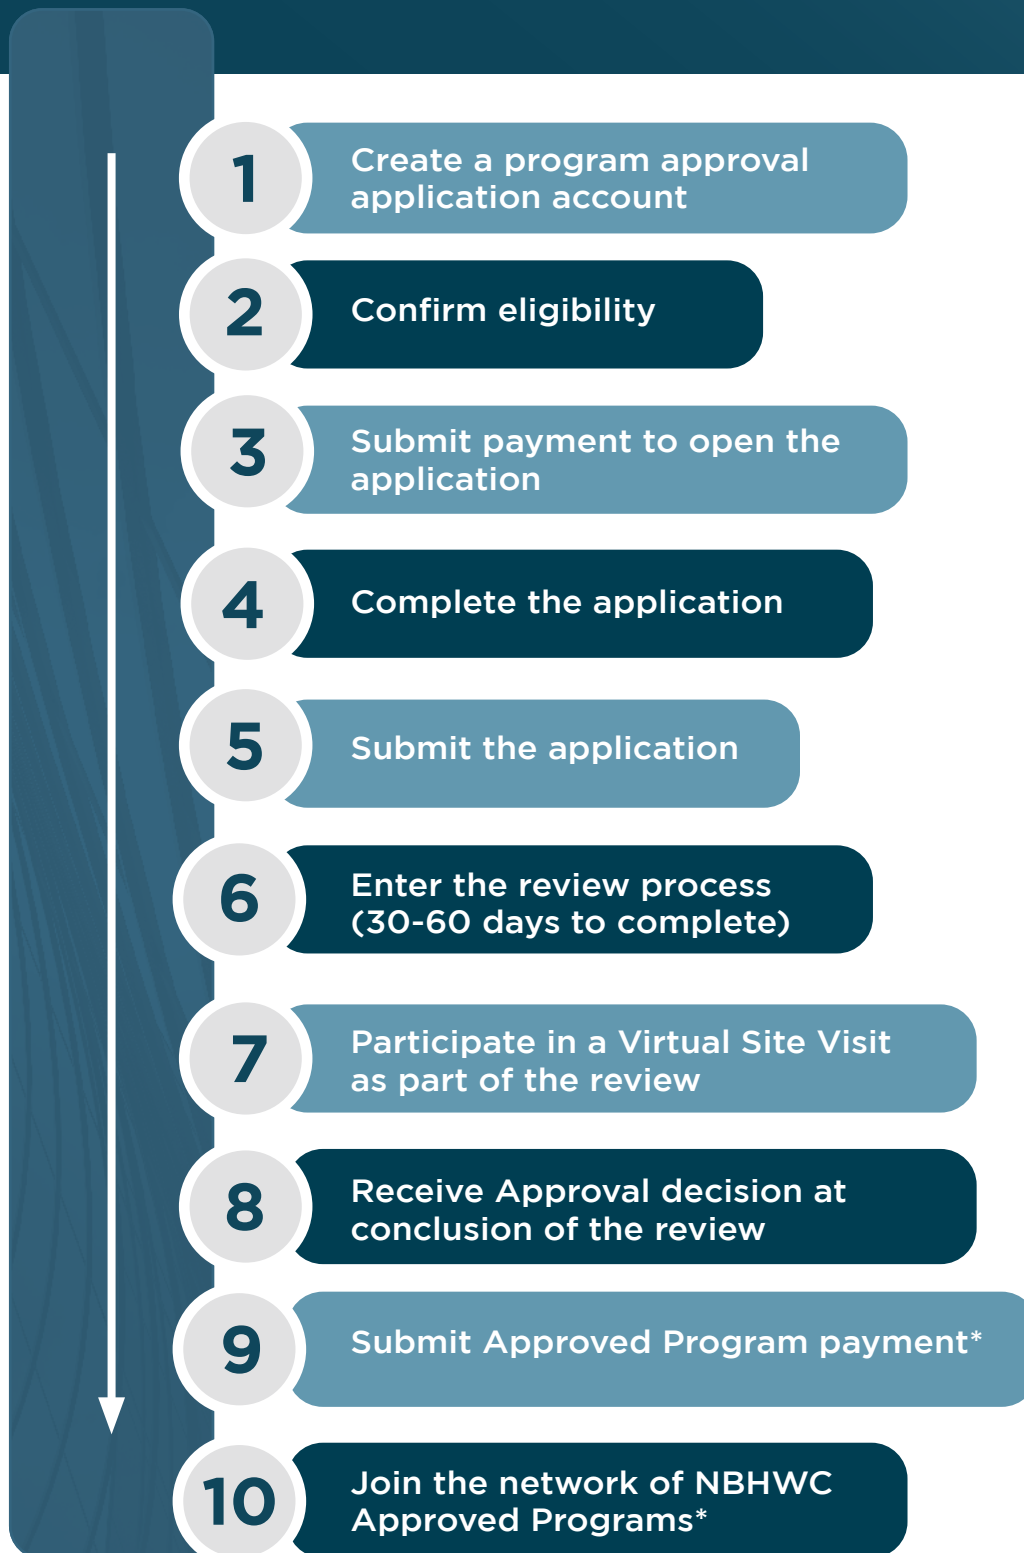 1
Create a program approval
application account
2
Confirm eligibility
3
Submit payment to open the
application
4
Complete the application
5
Submit the application
6
Enter the review process
(30-60 days to complete)
7
Participate in a Virtual Site Visit
as part of the review
8
Receive Approval decision at
conclusion of the review
9
Submit Approved Program payment*
10
Join the network of NBHWC
Approved Programs*